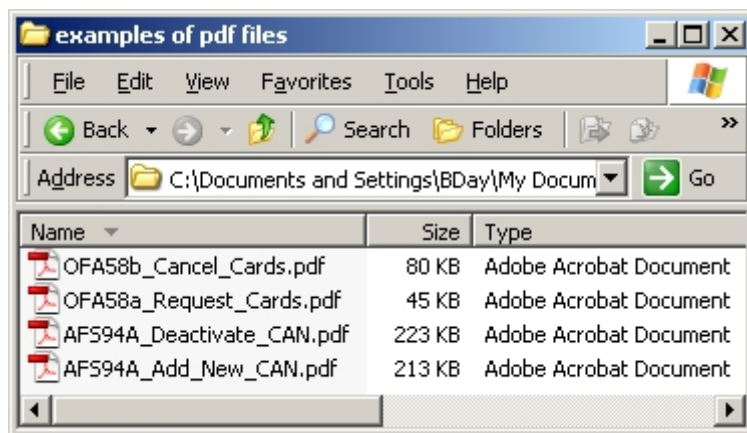 examples of pdf files
File Edit View Favorites Tools Help
Back Search Folders »
Address C:\Documents and Settings\BDay\My Docum Go
Name Size Type
OFA58b_Cancel_Cards.pdf 80 KB Adobe Acrobat Document
OFA58a_Request_Cards.pdf 45 KB Adobe Acrobat Document
AFS94A_Deactivate_CAN.pdf 223 KB Adobe Acrobat Document
AFS94A_Add_New_CAN.pdf 213 KB Adobe Acrobat Document